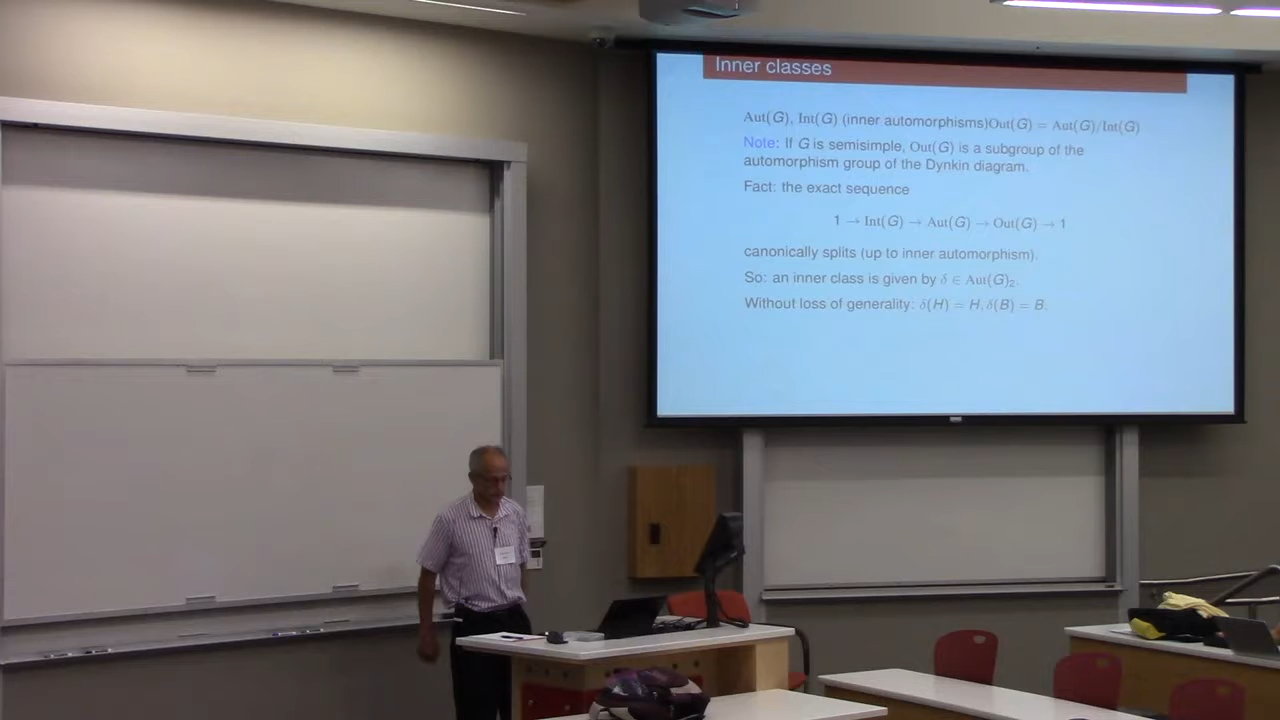 Inner classes
Aut(G), Int(G) (inner automorphisms)Out(G) = Aut(G)/Int(G)
Note: If G is semisimple, Out(G) is a subgroup of the
automorphism group of the Dynkin diagram.
Fact: the exact sequence
1 → Int(G) → Aut(G) → Out(G) → 1
canonically splits (up to inner automorphism).
So: an inner class is given by δ ∈ Aut(G)₂.
Without loss of generality: δ(H) = H, δ(B) = B.